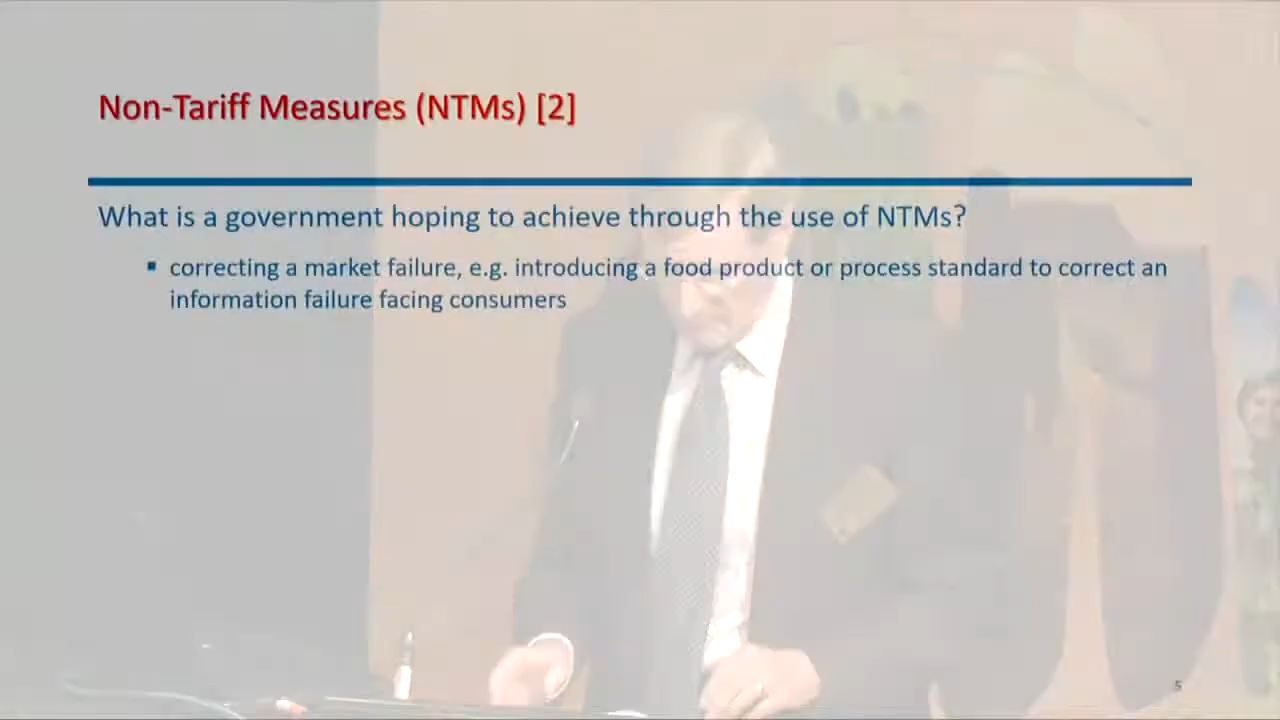 Non-Tariff Measures (NTMs) [2]
What is a government hoping to achieve through the use of NTMs?
▪ correcting a market failure, e.g. introducing a food product or process standard to correct an
information failure facing consumers
5